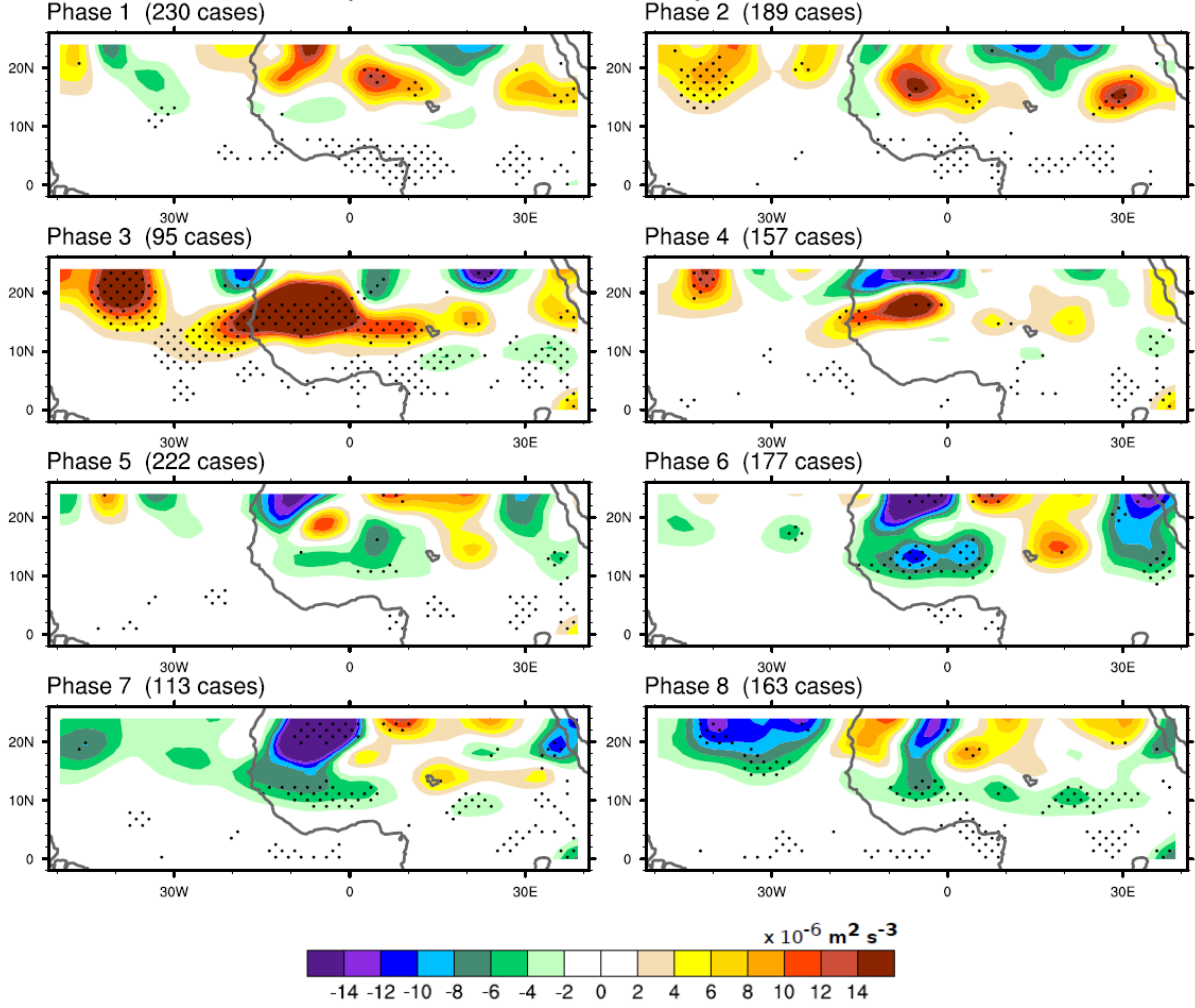 Phase 1 (230 cases)
Phase 2 (189 cases)
20N
10N
0
30W
0
30E
20N
10N
0
30W
0
30E
Phase 3 (95 cases)
Phase 4 (157 cases)
20N
10N
0
30W
0
30E
20N
10N
0
30W
0
30E
Phase 5 (222 cases)
Phase 6 (177 cases)
20N
10N
0
30W
0
30E
20N
10N
0
30W
0
30E
Phase 7 (113 cases)
Phase 8 (163 cases)
20N
10N
0
30W
0
30E
20N
10N
0
30W
0
30E
x 10⁻⁶ m² s⁻³
-14 -12 -10 -8 -6 -4 -2 0 2 4 6 8 10 12 14